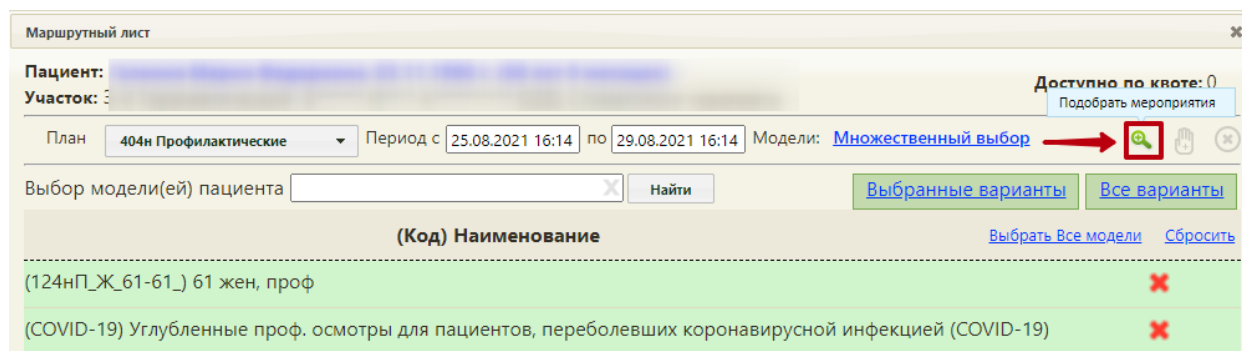 Маршрутный лист
Пациент:
Участок:
Доступно по квоте: 0
Подобрать мероприятия
План 404н Профилактические Период с 25.08.2021 16:14 по 29.08.2021 16:14 Модели: Множественный выбор
Выбор модели(ей) пациента Найти Выбранные варианты Все варианты
(Код) Наименование Выбрать Все модели Сбросить
(124нП_Ж_61-61_) 61 жен, проф
(COVID-19) Углубленные проф. осмотры для пациентов, переболевших коронавирусной инфекцией (COVID-19)